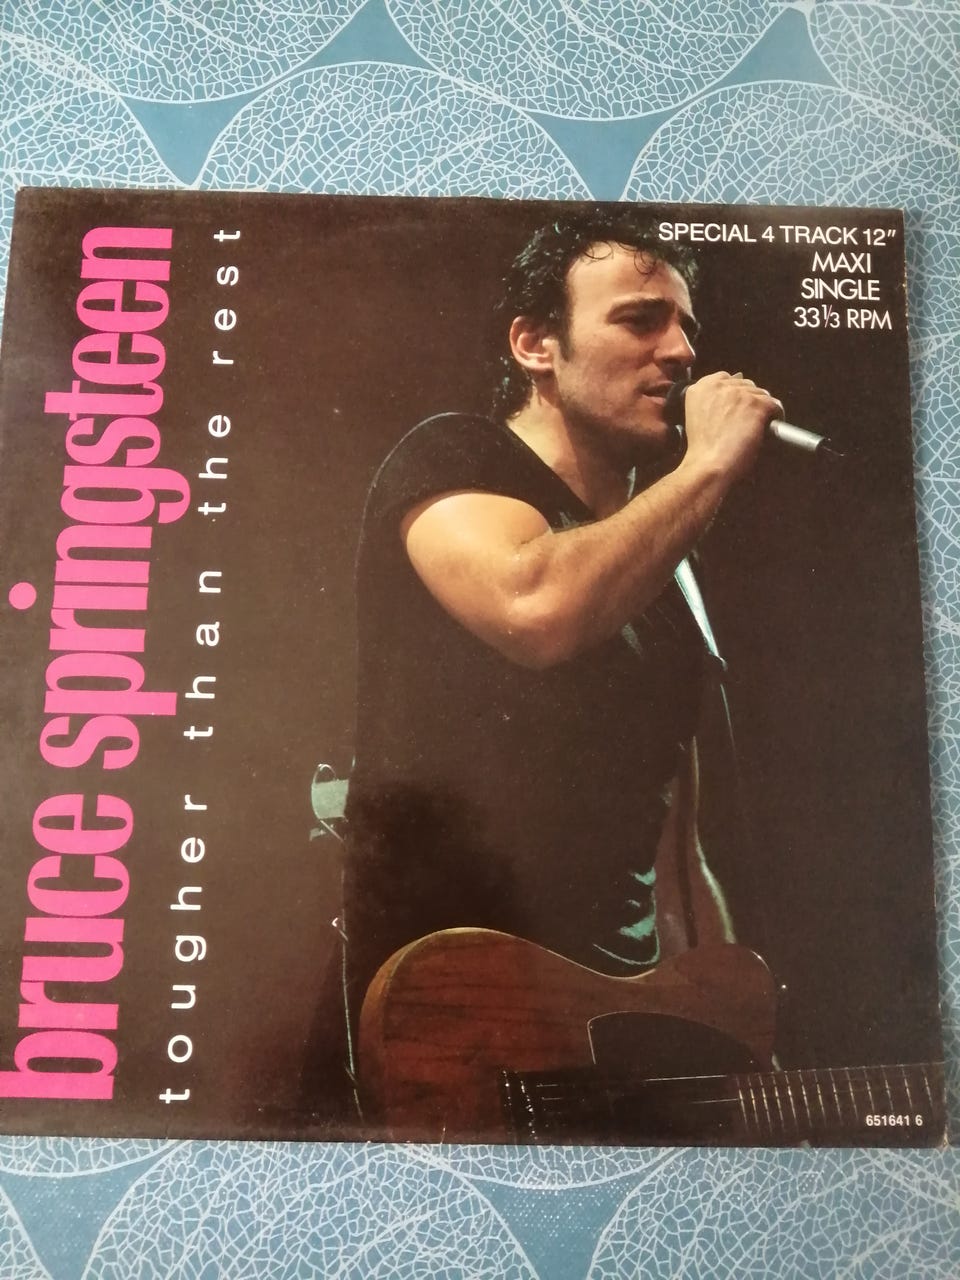 bruce springsteen
tougher than the rest
SPECIAL 4 TRACK 12"
MAXI
SINGLE
33⅓ RPM
651641 6